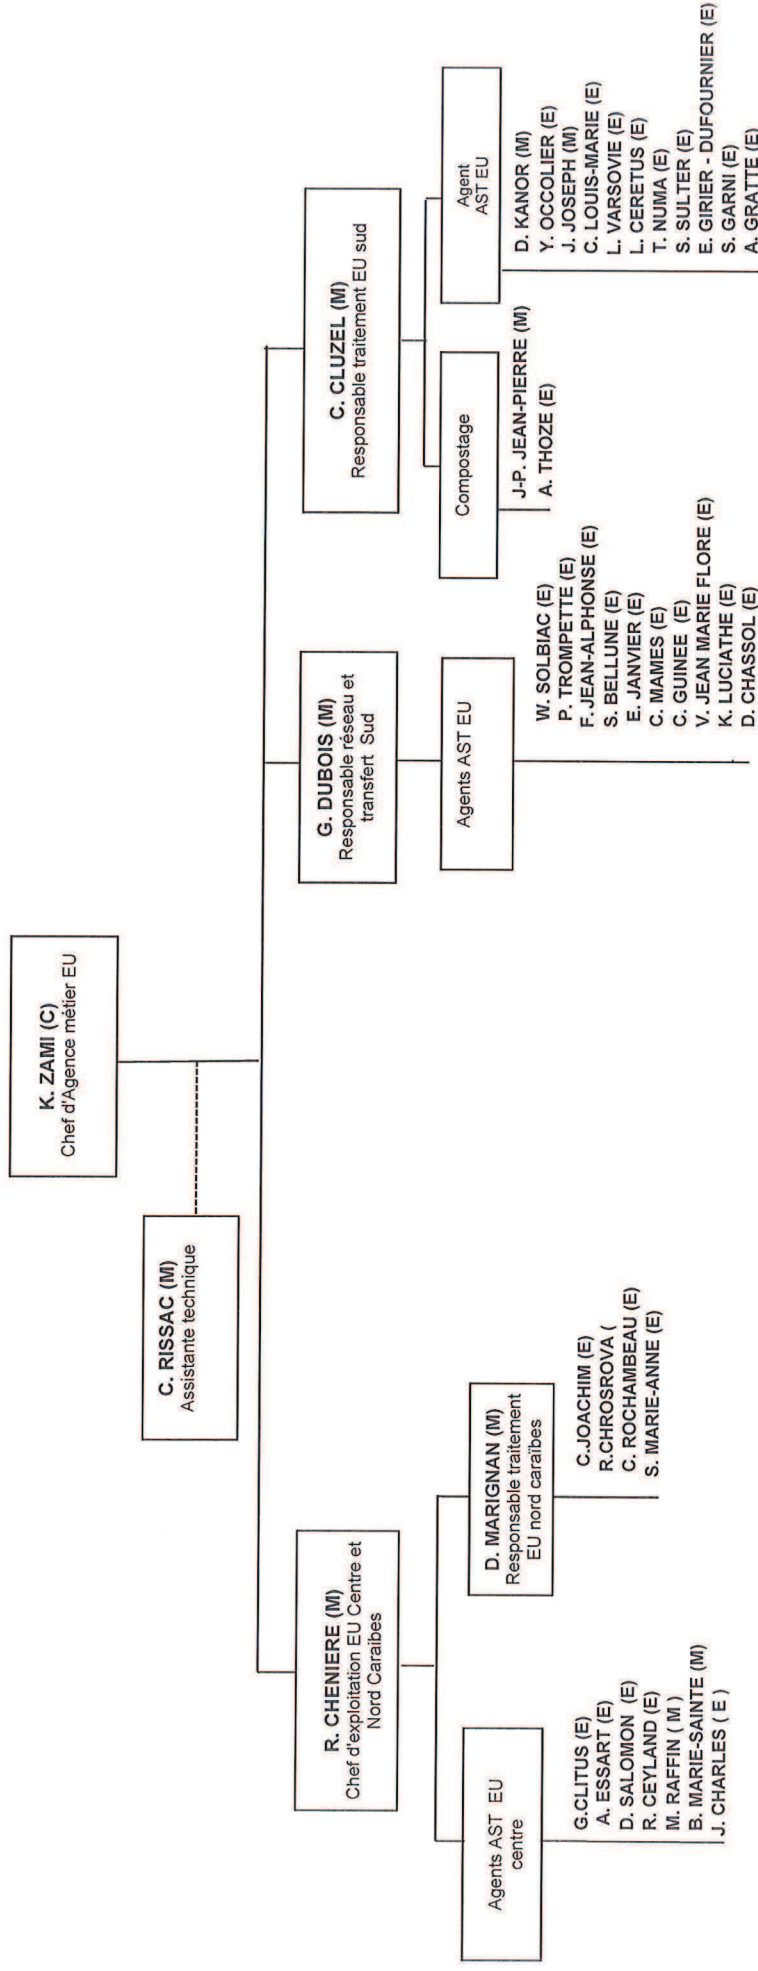 K. ZAMI (C)
Chef d'Agence métier EU
C. RISSAC (M)
Assistante technique
R. CHENIERE (M)
Chef d'exploitation EU Centre et
Nord Caraibes
G. DUBOIS (M)
Responsable réseau et
transfert Sud
C. CLUZEL (M)
Responsable traitement EU sud
Agents AST EU
centre
G.CLITUS (E)
A. ESSART (E)
D. SALOMON (E)
R. CEYLAND (E)
M. RAFFIN ( M )
B. MARIE-SAINTE (M)
J. CHARLES ( E )
D. MARIGNAN (M)
Responsable traitement
EU nord caraïbes
C.JOACHIM (E)
R.CHROSROVA (
C. ROCHAMBEAU (E)
S. MARIE-ANNE (E)
Agents AST EU
W. SOLBIAC (E)
P. TROMPETTE (E)
F. JEAN-ALPHONSE (E)
S. BELLUNE (E)
E. JANVIER (E)
C. MAMES (E)
C. GUINEE (E)
V. JEAN MARIE FLORE (E)
K. LUCIATHE (E)
D. CHASSOL (E)
Compostage
J-P. JEAN-PIERRE (M)
A. THOZE (E)
Agent
AST EU
D. KANOR (M)
Y. OCCOLIER (E)
J. JOSEPH (M)
C. LOUIS-MARIE (E)
L. VARSOVIE (E)
L. CERETUS (E)
T. NUMA (E)
S. SULTER (E)
E. GIRIER - DUFOURNIER (E)
S. GARNI (E)
A. GRATTE (E)